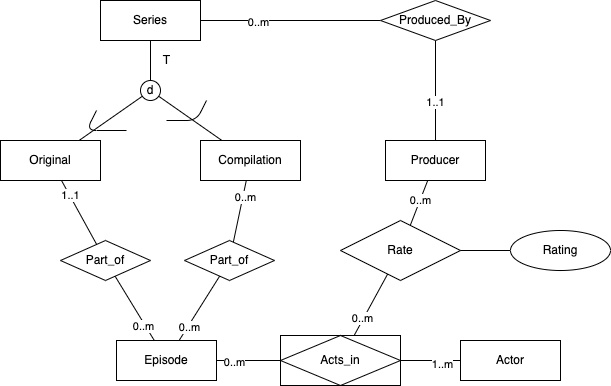 Series
0..m
Produced_By
T
d
1..1
Original
Compilation
Producer
1..1
0..m
0..m
Part_of
Part_of
Rate
Rating
0..m
0..m
0..m
Episode
0..m
Acts_in
1..m
Actor